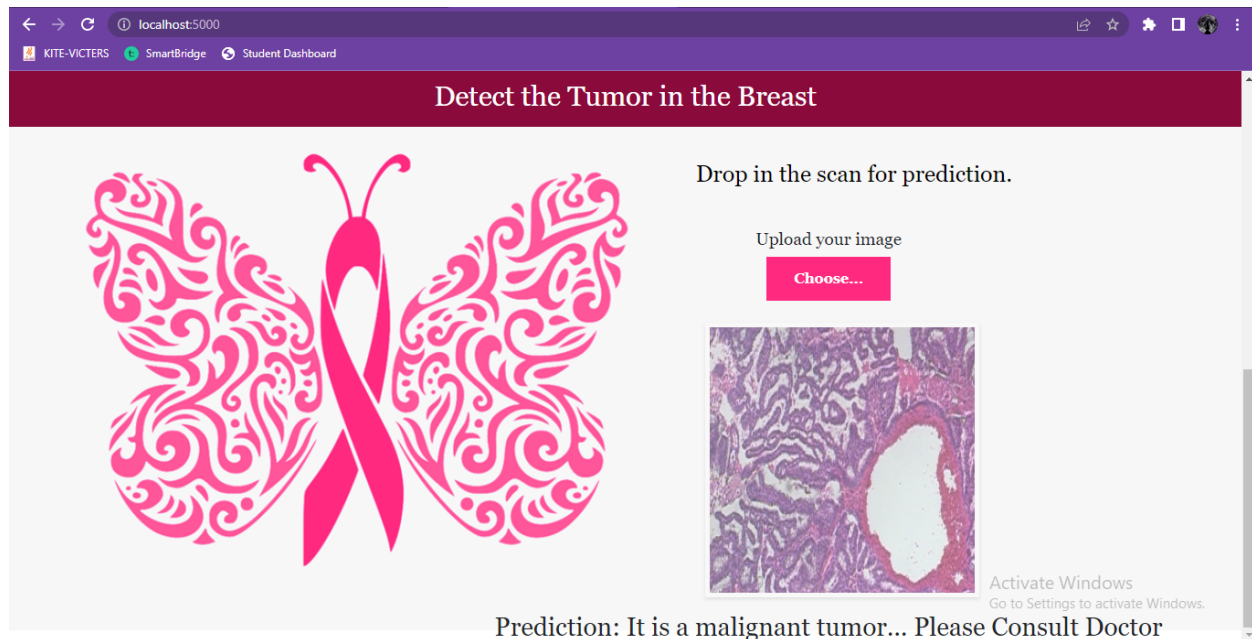 localhost:5000
KITE-VICTERS SmartBridge Student Dashboard
Detect the Tumor in the Breast
Drop in the scan for prediction.
Upload your image
Choose...
Activate Windows
Go to Settings to activate Windows.
Prediction: It is a malignant tumor... Please Consult Doctor